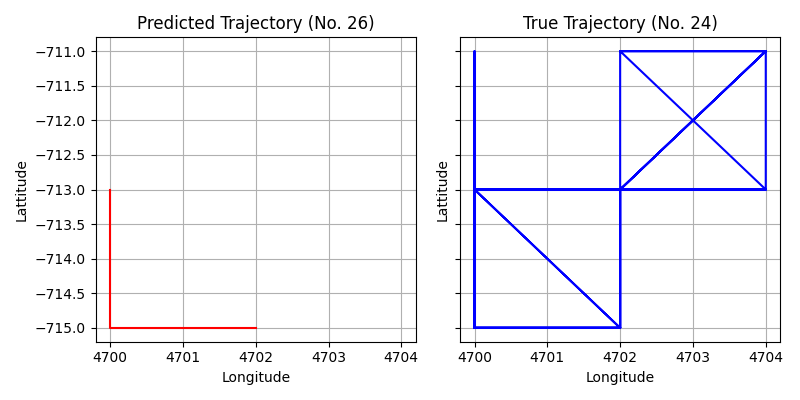 Predicted Trajectory (No. 26)
True Trajectory (No. 24)
Lattitude
−711.0
−711.5
−712.0
−712.5
−713.0
−713.5
−714.0
−714.5
−715.0
4700 4701 4702 4703 4704
Longitude
Lattitude
4700 4701 4702 4703 4704
Longitude